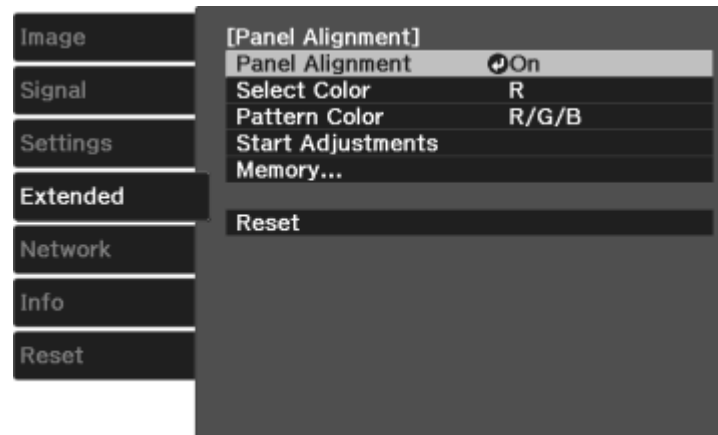 Image
Signal
Settings
Extended
Network
Info
Reset
[Panel Alignment]
Panel Alignment On
Select Color R
Pattern Color R/G/B
Start Adjustments
Memory...
Reset